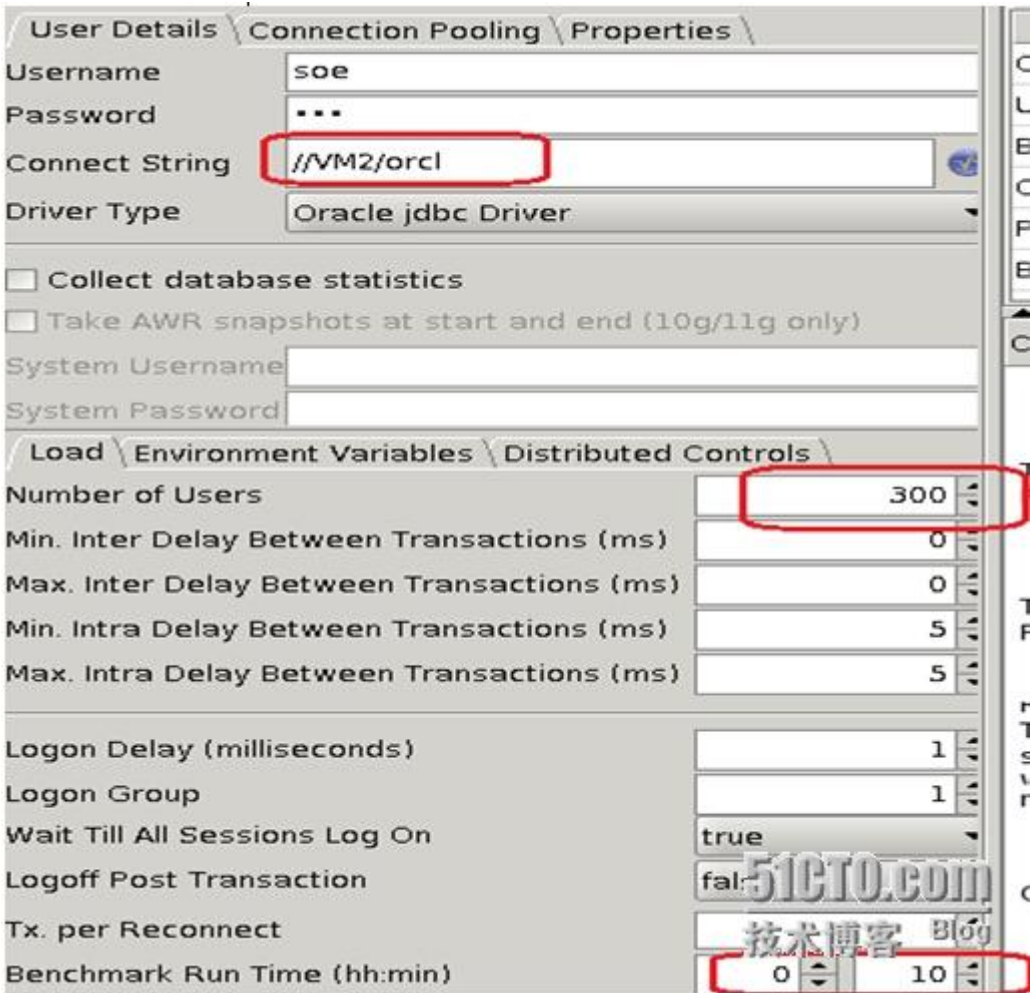 User Details Connection Pooling Properties
Username soe
Password •••
Connect String //VM2/orcl
Driver Type Oracle jdbc Driver
Collect database statistics
Take AWR snapshots at start and end (10g/11g only)
System Username
System Password
Load Environment Variables Distributed Controls
Number of Users 300
Min. Inter Delay Between Transactions (ms) 0
Max. Inter Delay Between Transactions (ms) 0
Min. Intra Delay Between Transactions (ms) 5
Max. Intra Delay Between Transactions (ms) 5
Logon Delay (milliseconds) 1
Logon Group 1
Wait Till All Sessions Log On true
Logoff Post Transaction
51CTO.com
Tx. per Reconnect
技术博客 Blog
Benchmark Run Time (hh:min) 0 10